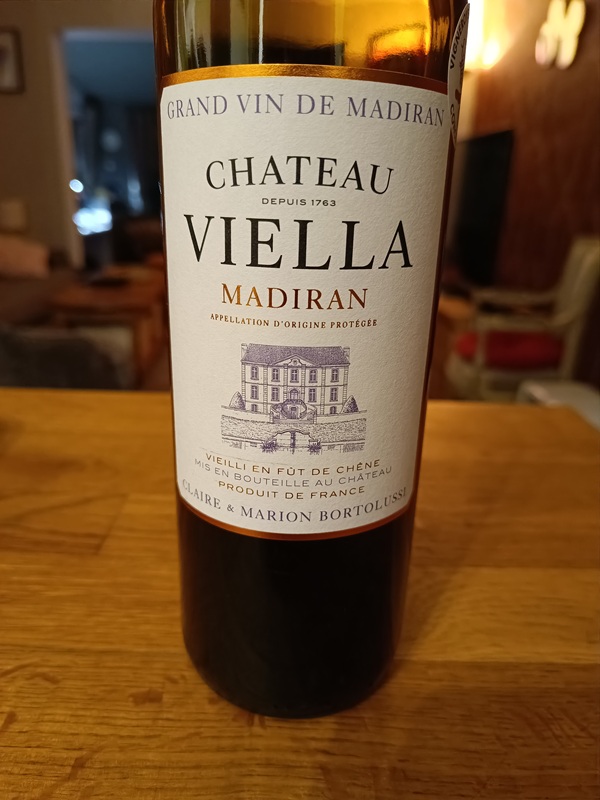 GRAND VIN DE MADIRAN
CHATEAU
DEPUIS 1763
VIELLA
MADIRAN
APPELLATION D'ORIGINE PROTÉGÉE
VIEILLI EN FÛT DE CHÊNE
MIS EN BOUTEILLE AU CHÂTEAU
PRODUIT DE FRANCE
CLAIRE & MARION BORTOLUSSI